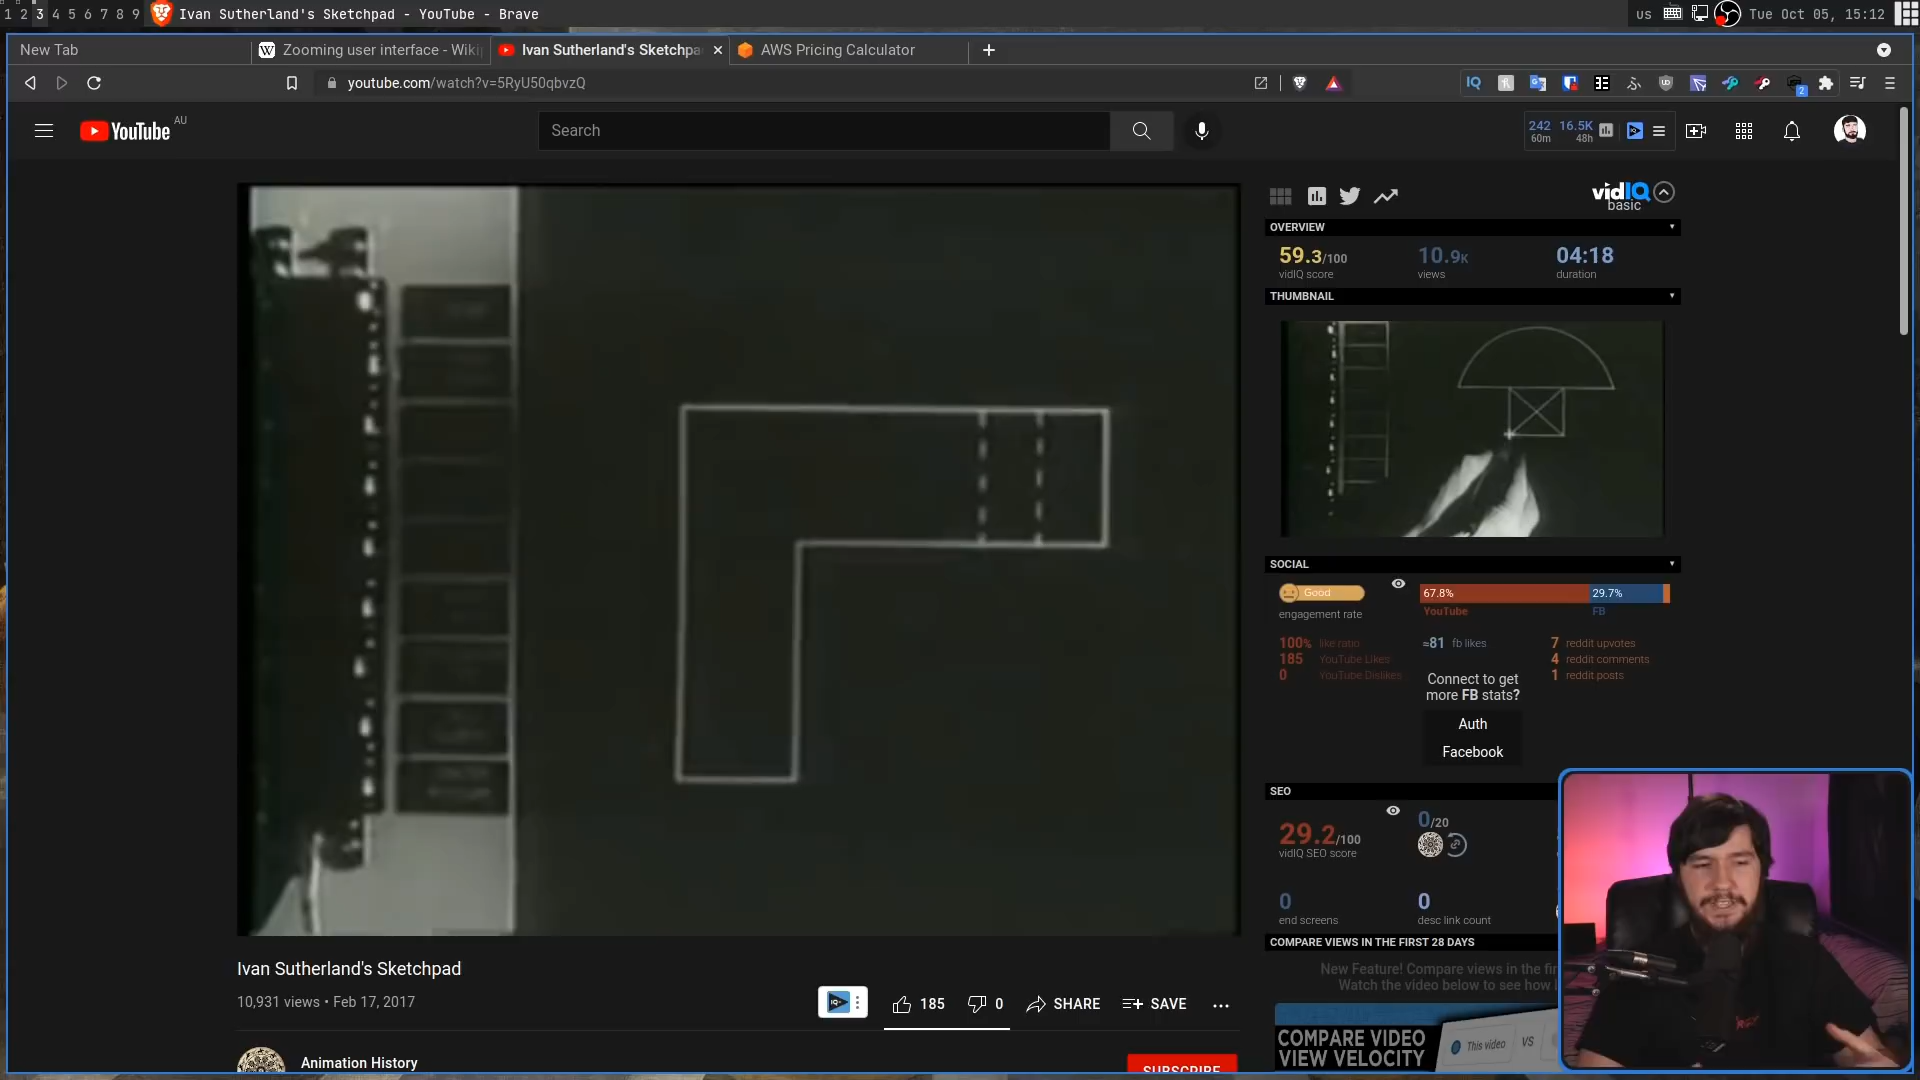 1 2 3 4 5 6 7 8 9 Ivan Sutherland's Sketchpad - YouTube - Brave us Tue Oct 05, 15:12
New Tab Zooming user interface - Wiki Ivan Sutherland's Sketchpa AWS Pricing Calculator
youtube.com/watch?v=5RyU50qbvzQ IQ 2
YouTube AU Search 242 60m 16.5K 48h
vidIQ basic
OVERVIEW
59.3/100 10.9K 04:18
vidIQ score views duration
THUMBNAIL
SOCIAL
Good 67.8% 29.7%
engagement rate YouTube FB
100% like ratio ≈81 fb likes 7 reddit upvotes
185 YouTube Likes 4 reddit comments
0 YouTube Dislikes 1 reddit posts
Connect to get
more FB stats?
Auth
Facebook
SEO
29.2/100 0/20
vidIQ SEO score
0 0
end screens desc link count
COMPARE VIEWS IN THE FIRST 28 DAYS
New Feature! Compare views in the fir
Watch the video below to see how
COMPARE VIDEO
VIEW VELOCITY
This video VS
Ivan Sutherland's Sketchpad
10,931 views • Feb 17, 2017
185 0 SHARE SAVE
Animation History
SUBSCRIBE